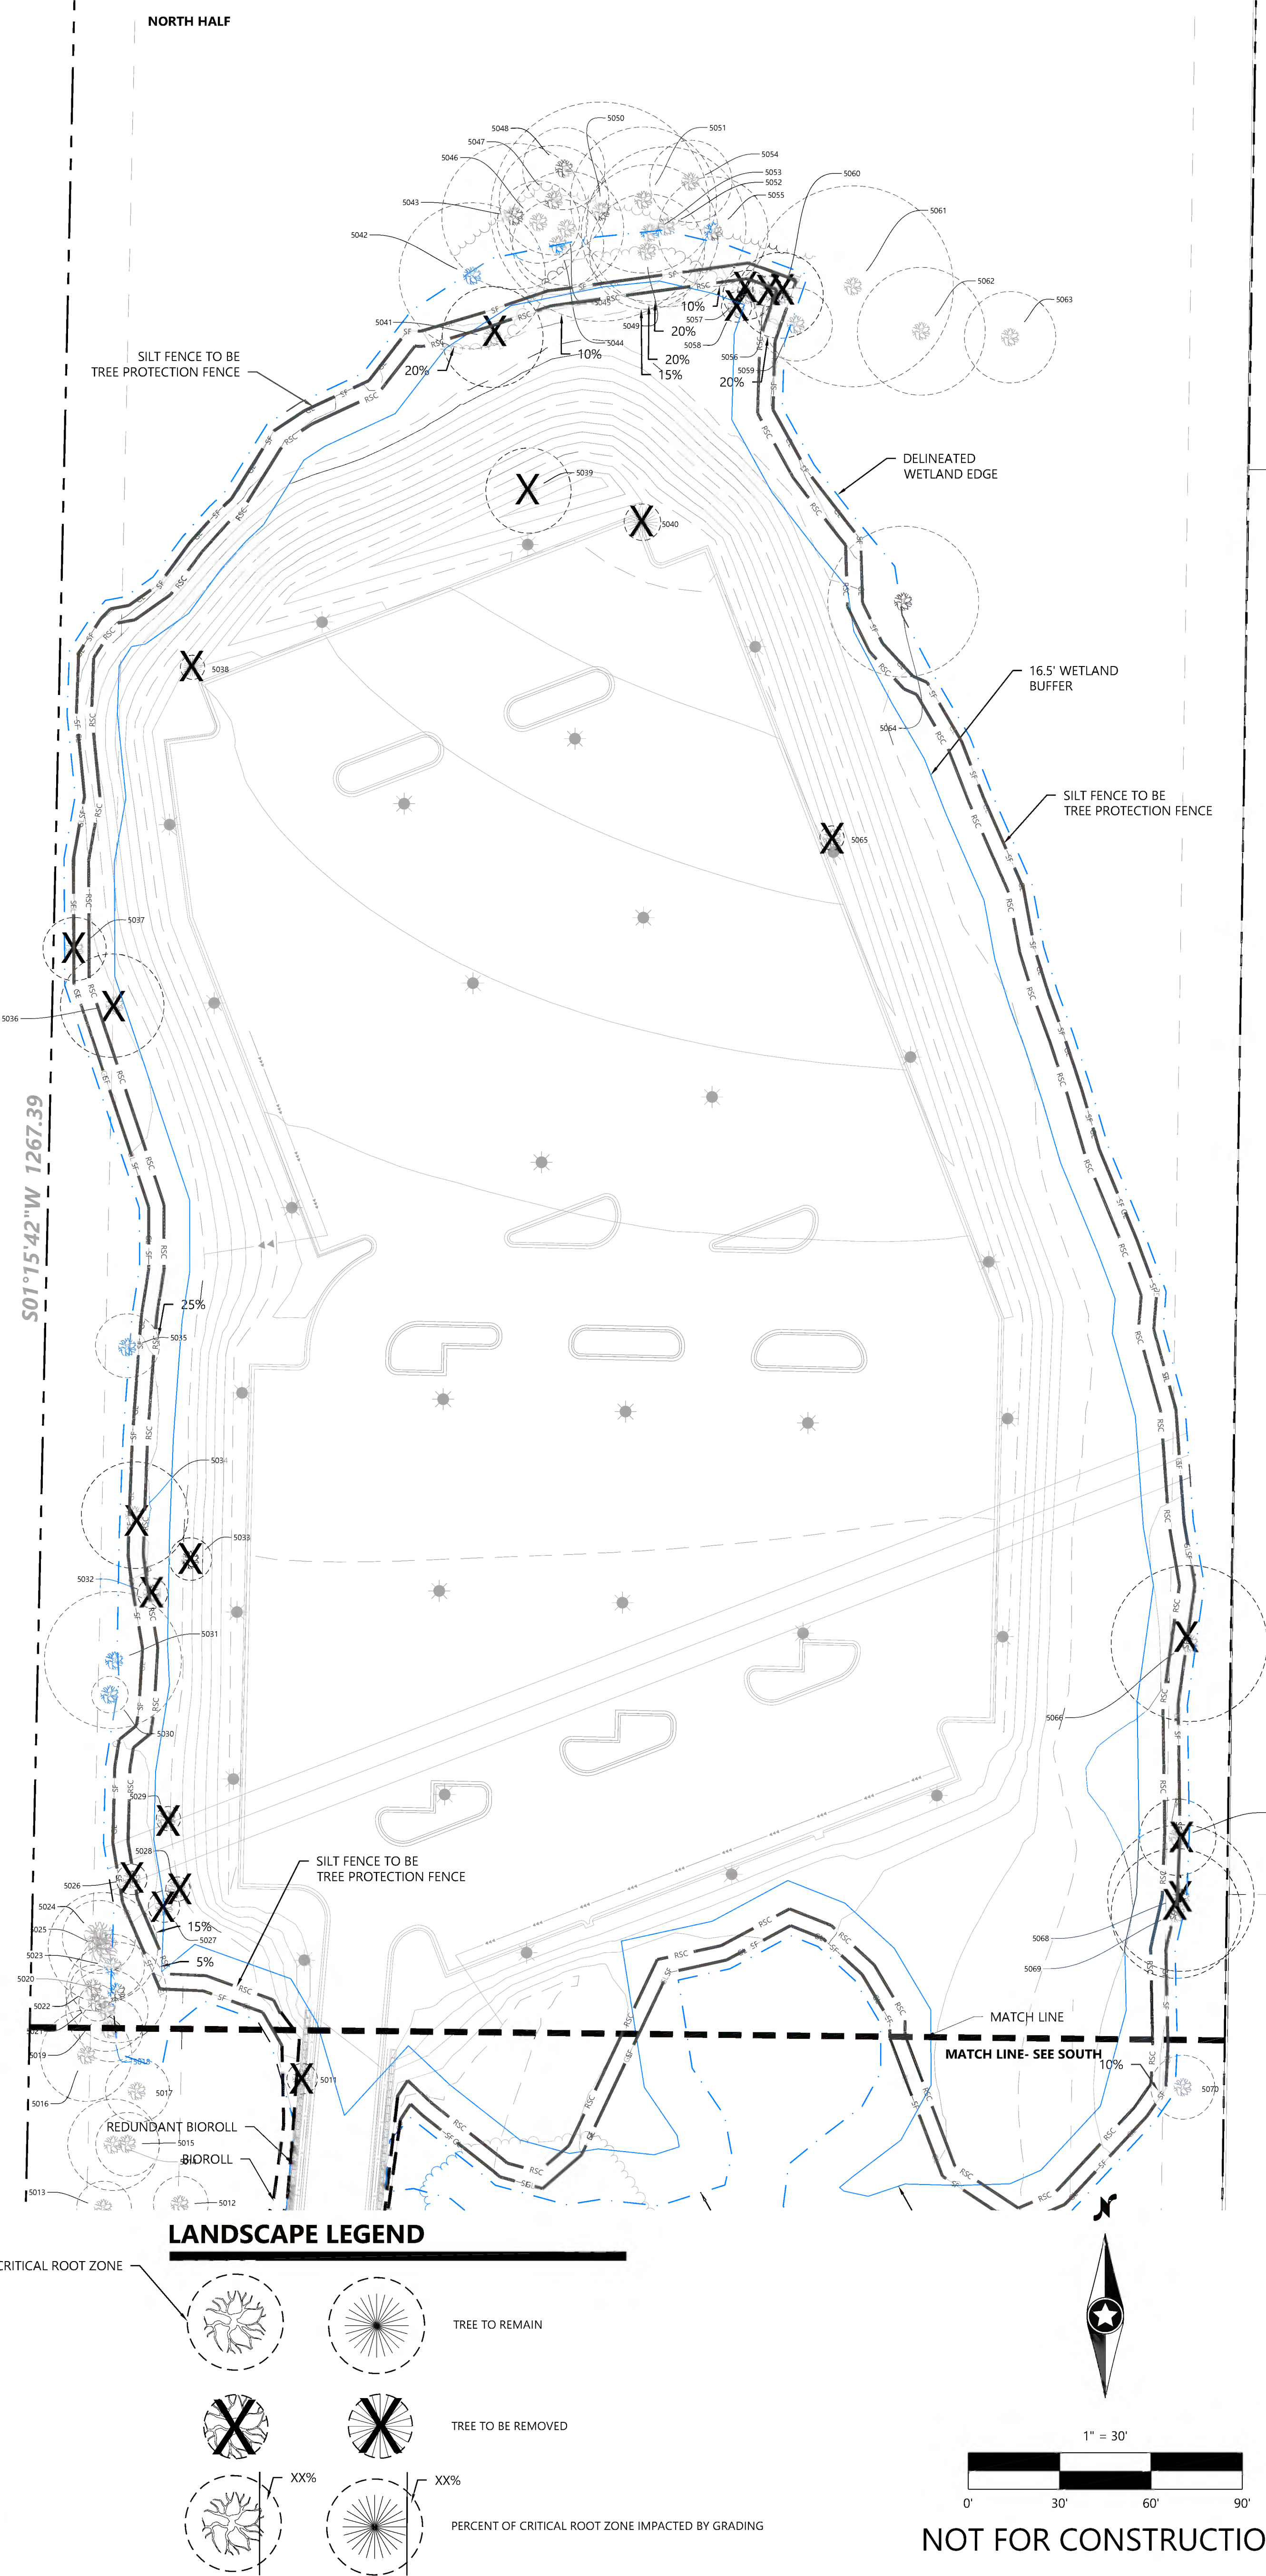 NORTH HALF
5048
5050
5051
5047
5046
5054
5053
5052
5055
5060
5043
5061
5042
5062
5063
5041
10%
5057
5049
20%
5044
5058
10%
20%
5056
20%
15%
5059
20%
SILT FENCE TO BE
TREE PROTECTION FENCE
DELINEATED
WETLAND EDGE
5039
5040
5038
16.5' WETLAND
BUFFER
5064
SILT FENCE TO BE
TREE PROTECTION FENCE
5065
5037
5036
S01°15'42"W 1267.39
25%
5035
5034
5033
5032
5031
5066
5030
5029
5028
SILT FENCE TO BE
TREE PROTECTION FENCE
5026
5024
15%
5025
5027
5068
5023
5%
5069
5020
5022
MATCH LINE
5019
MATCH LINE- SEE SOUTH
10%
5018
5011
5017
5070
5016
REDUNDANT BIOROLL
5015
BIOROLL
5013
5012
SF
RSC
LANDSCAPE LEGEND
CRITICAL ROOT ZONE
TREE TO REMAIN
TREE TO BE REMOVED
XX%
XX%
PERCENT OF CRITICAL ROOT ZONE IMPACTED BY GRADING
N
1" = 30'
0'
30'
60'
90'
NOT FOR CONSTRUCTIO